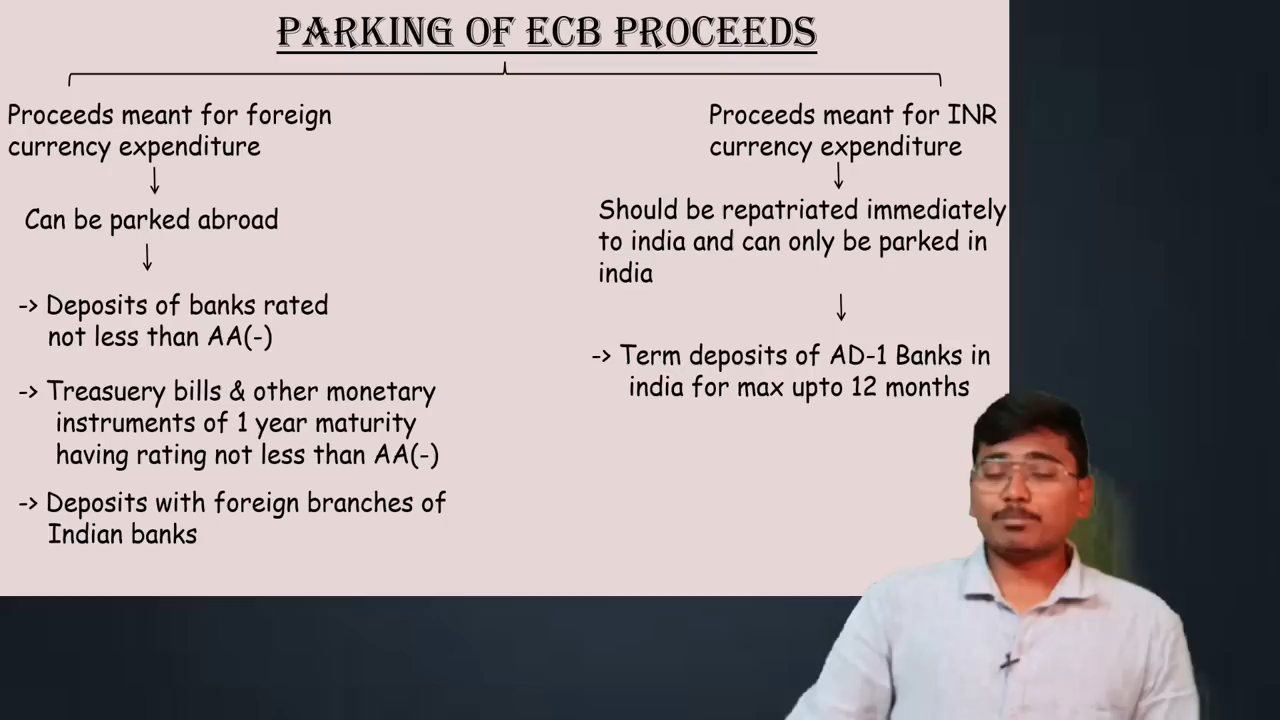 PARKING OF ECB PROCEEDS
Proceeds meant for foreign
currency expenditure
Can be parked abroad
-> Deposits of banks rated
not less than AA(-)
-> Treasuery bills & other monetary
instruments of 1 year maturity
having rating not less than AA(-)
-> Deposits with foreign branches of
Indian banks
Proceeds meant for INR
currency expenditure
Should be repatriated immediately
to india and can only be parked in
india
-> Term deposits of AD-1 Banks in
india for max upto 12 months